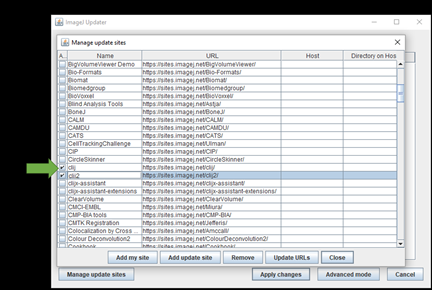 ImageJ Updater
Manage update sites
A... Name URL Host Directory on Hos
BigVolumeViewer Demo https://sites.imagej.net/BigVolumeViewer/
Bio-Formats https://sites.imagej.net/Bio-Formats/
Biomat https://sites.imagej.net/Biomat/
Biomedgroup https://sites.imagej.net/Biomedgroup/
BioVoxxel https://sites.imagej.net/BioVoxxel/
Blind Analysis Tools https://sites.imagej.net/Astja/
BoneJ https://sites.imagej.net/BoneJ/
CALM https://sites.imagej.net/CALM/
CAMDU https://sites.imagej.net/CAMDU/
CATS https://sites.imagej.net/CATS/
CellTrackingChallenge https://sites.imagej.net/Ulman/
CIP https://sites.imagej.net/CIP/
CircleSkinner https://sites.imagej.net/CircleSkinner/
clij https://sites.imagej.net/clij/
clij2 https://sites.imagej.net/clij2/
clijx-assistant https://sites.imagej.net/clijx-assistant/
clijx-assistant-extensions https://sites.imagej.net/clijx-assistant-extensions/
ClearVolume https://sites.imagej.net/ClearVolume/
CMCI-EMBL https://sites.imagej.net/Miura/
CMP-BIA tools https://sites.imagej.net/CMP-BIA/
CMTK Registration https://sites.imagej.net/Jefferis/
Colocalization by Cross ... https://sites.imagej.net/Amccall/
Colour Deconvolution2 https://sites.imagej.net/ColourDeconvolution2/
Cookbook
Add my site Add update site Remove Update URLs Close
Manage update sites Apply changes Advanced mode Cancel